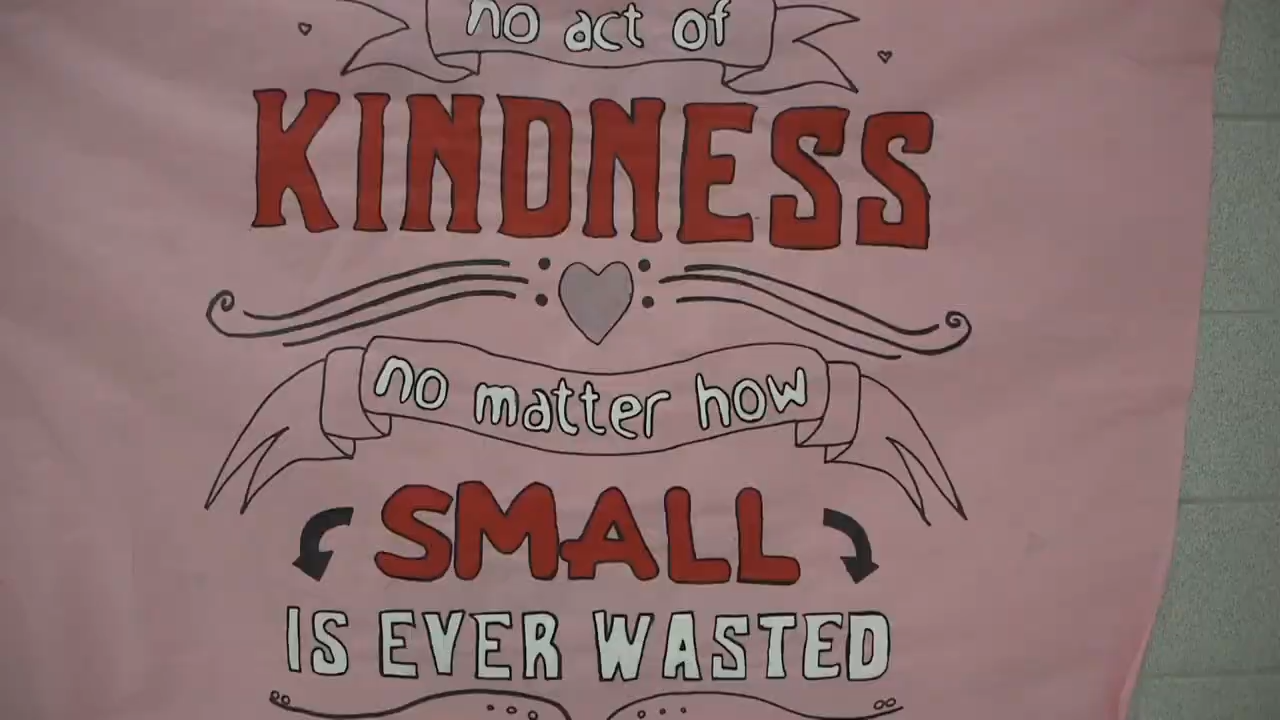 no act of
KINDNESS
no matter how
SMALL
IS EVER WASTED